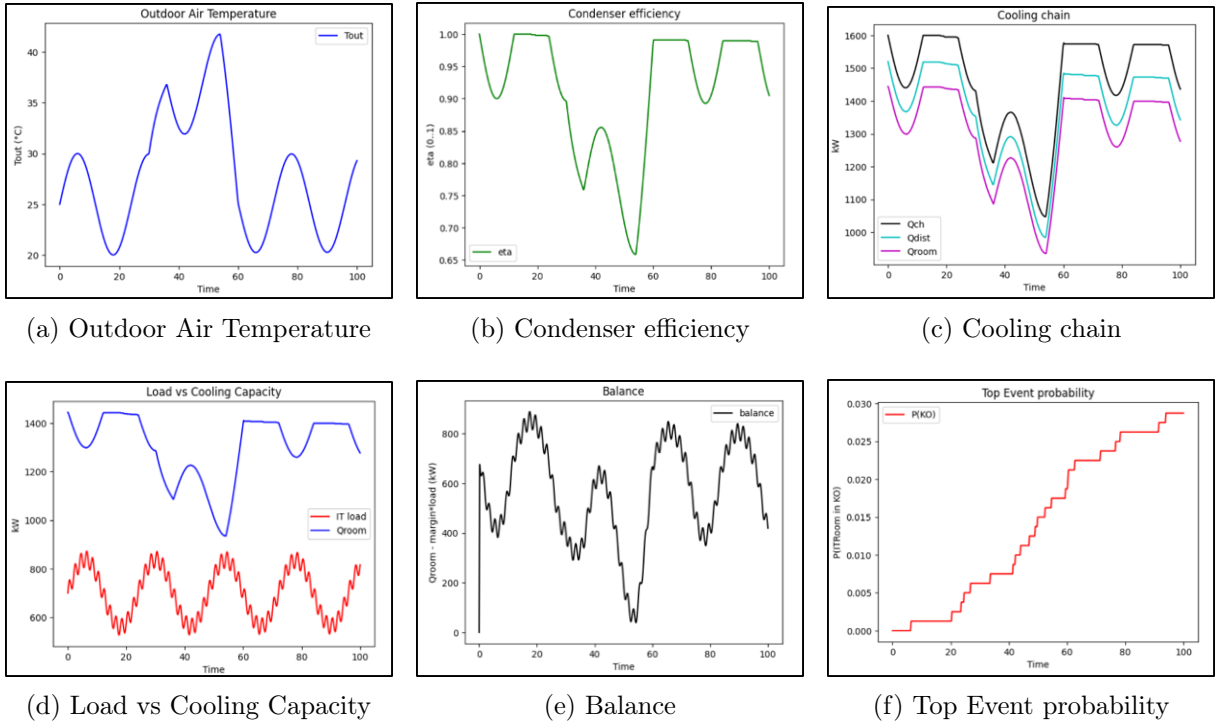 Outdoor Air Temperature
Tout
40
35
30
25
20
Tout (°C)
0 20 40 60 80 100
Time
(a) Outdoor Air Temperature
Condenser efficiency
1.00
0.95
0.90
0.85
0.80
0.75
0.70
0.65
eta (0..1)
eta
0 20 40 60 80 100
Time
(b) Condenser efficiency
Cooling chain
1600
1500
1400
1300
1200
1100
1000
kW
Qch
Qdist
Qroom
0 20 40 60 80 100
Time
(c) Cooling chain
Load vs Cooling Capacity
1400
1200
1000
800
600
kW
IT load
Qroom
0 20 40 60 80 100
Time
(d) Load vs Cooling Capacity
Balance
balance
800
600
400
200
0
Qroom - margin*load (kW)
0 20 40 60 80 100
Time
(e) Balance
Top Event probability
P(KO)
0.030
0.025
0.020
0.015
0.010
0.005
0.000
P(ITRoom in KO)
0 20 40 60 80 100
Time
(f) Top Event probability